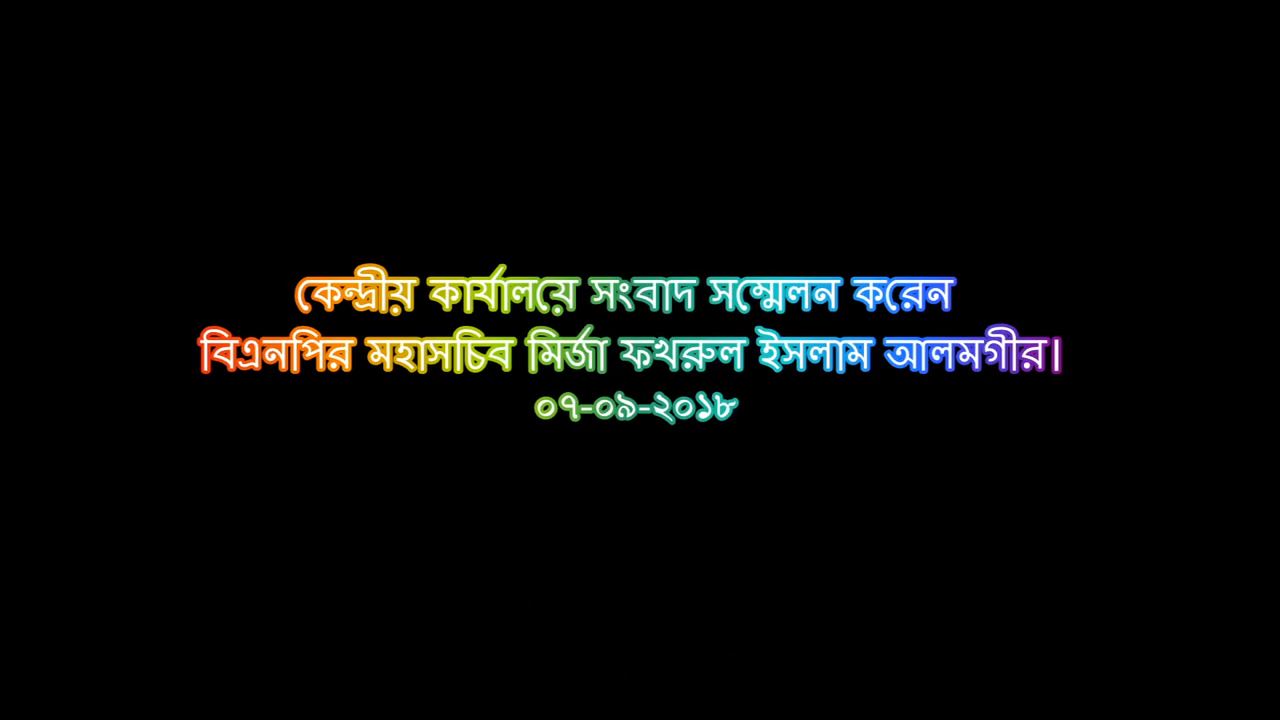 কেন্দ্রীয় কার্যালয়ে সংবাদ সম্মেলন করেন
বিএনপির মহাসচিব মির্জা ফখরুল ইসলাম আলমগীর।
০৭-০৯-২০১৮